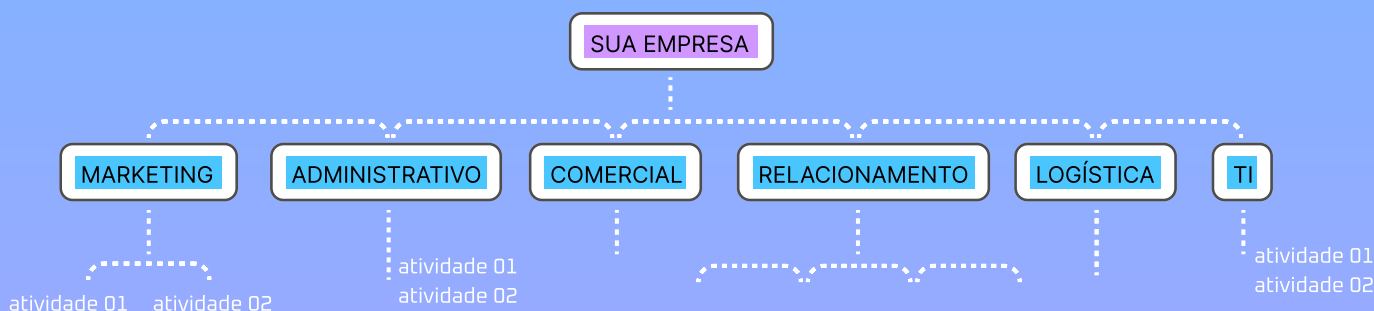 SUA EMPRESA
MARKETING
ADMINISTRATIVO
COMERCIAL
RELACIONAMENTO
LOGÍSTICA
TI
atividade 01
atividade 02
atividade 01
atividade 02
atividade 01
atividade 02